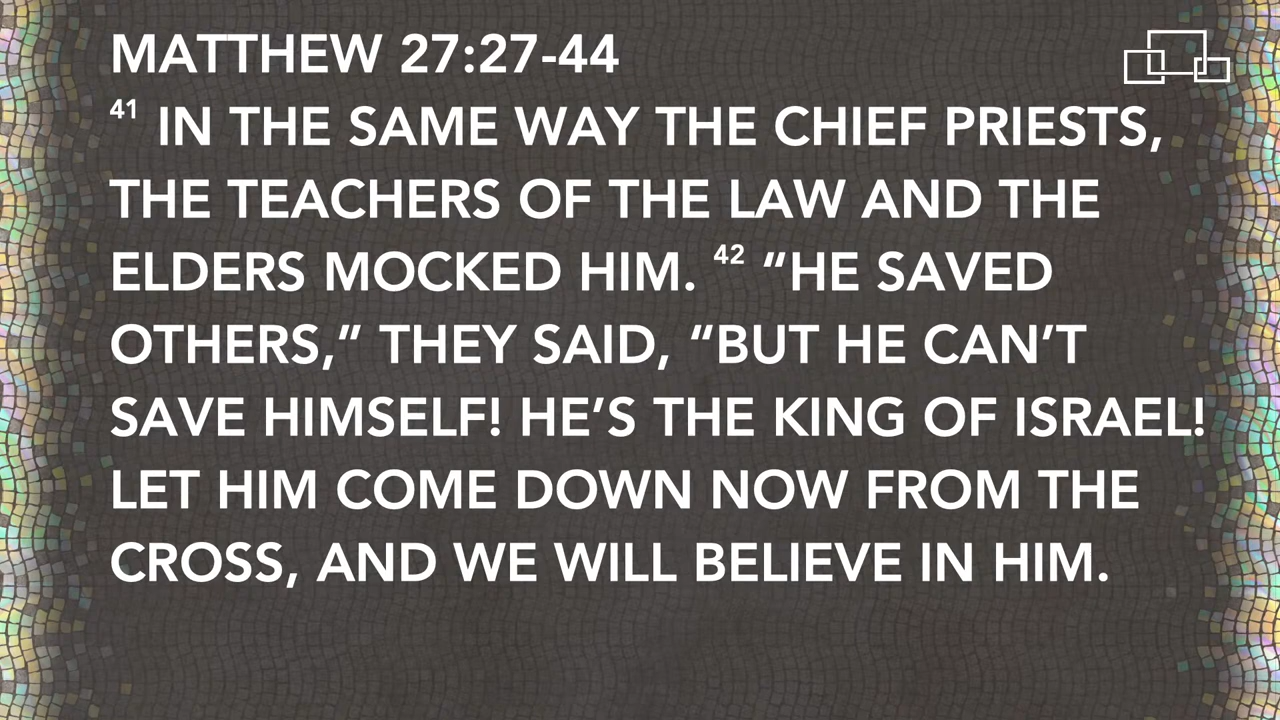 MATTHEW 27:27-44
41 IN THE SAME WAY THE CHIEF PRIESTS,
THE TEACHERS OF THE LAW AND THE
ELDERS MOCKED HIM. 42 “HE SAVED
OTHERS,” THEY SAID, “BUT HE CAN’T
SAVE HIMSELF! HE’S THE KING OF ISRAEL!
LET HIM COME DOWN NOW FROM THE
CROSS, AND WE WILL BELIEVE IN HIM.